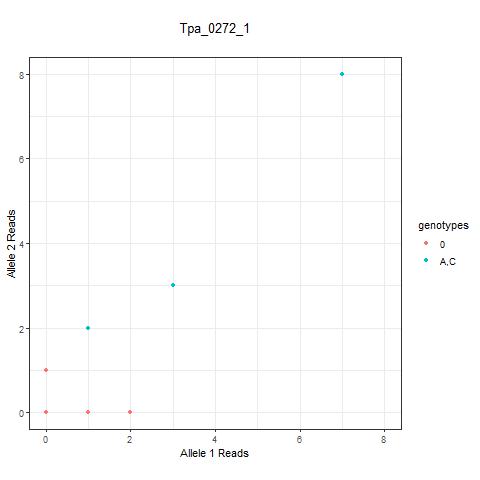 Tpa_0272_1
8
6
4
2
0
Allele 2 Reads
0 2 4 6 8
Allele 1 Reads
genotypes
0
A,C